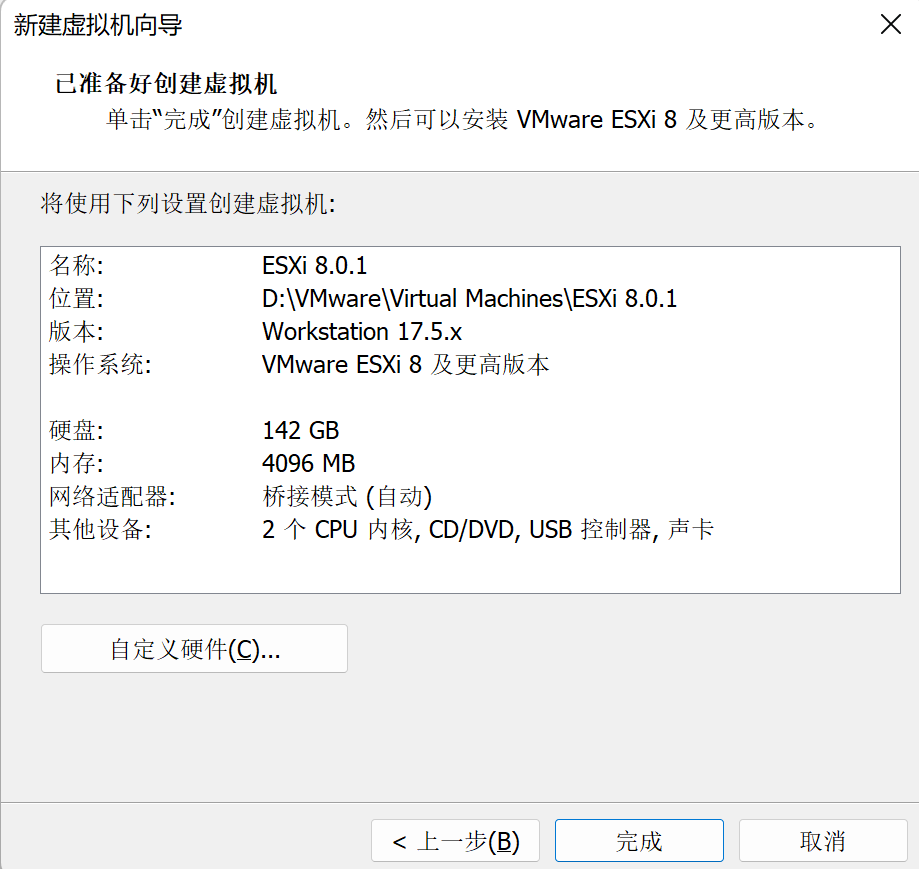 新建虚拟机向导
已准备好创建虚拟机
单击“完成”创建虚拟机。然后可以安装 VMware ESXi 8 及更高版本。
将使用下列设置创建虚拟机:
名称: ESXi 8.0.1
位置: D:\VMware\Virtual Machines\ESXi 8.0.1
版本: Workstation 17.5.x
操作系统: VMware ESXi 8 及更高版本
硬盘: 142 GB
内存: 4096 MB
网络适配器: 桥接模式 (自动)
其他设备: 2 个 CPU 内核, CD/DVD, USB 控制器, 声卡
自定义硬件(C)...
< 上一步(B) 完成 取消